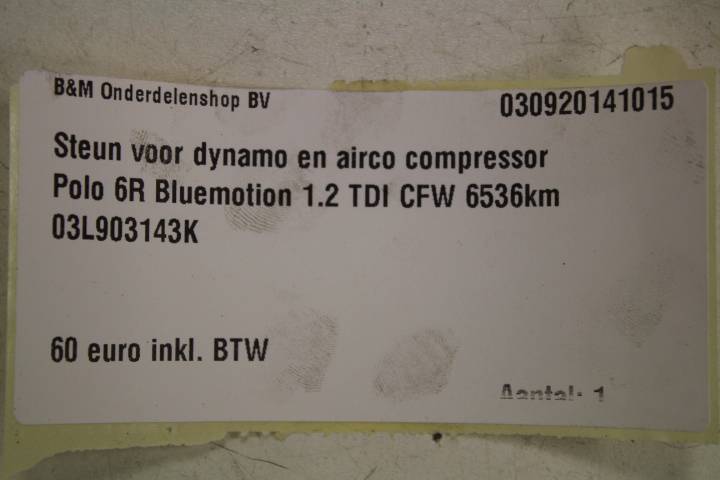 B&M Onderdelenshop BV
030920141015
Steun voor dynamo en airco compressor
Polo 6R Bluemotion 1.2 TDI CFW 6536km
03L903143K
60 euro inkl. BTW
Aantal: 1